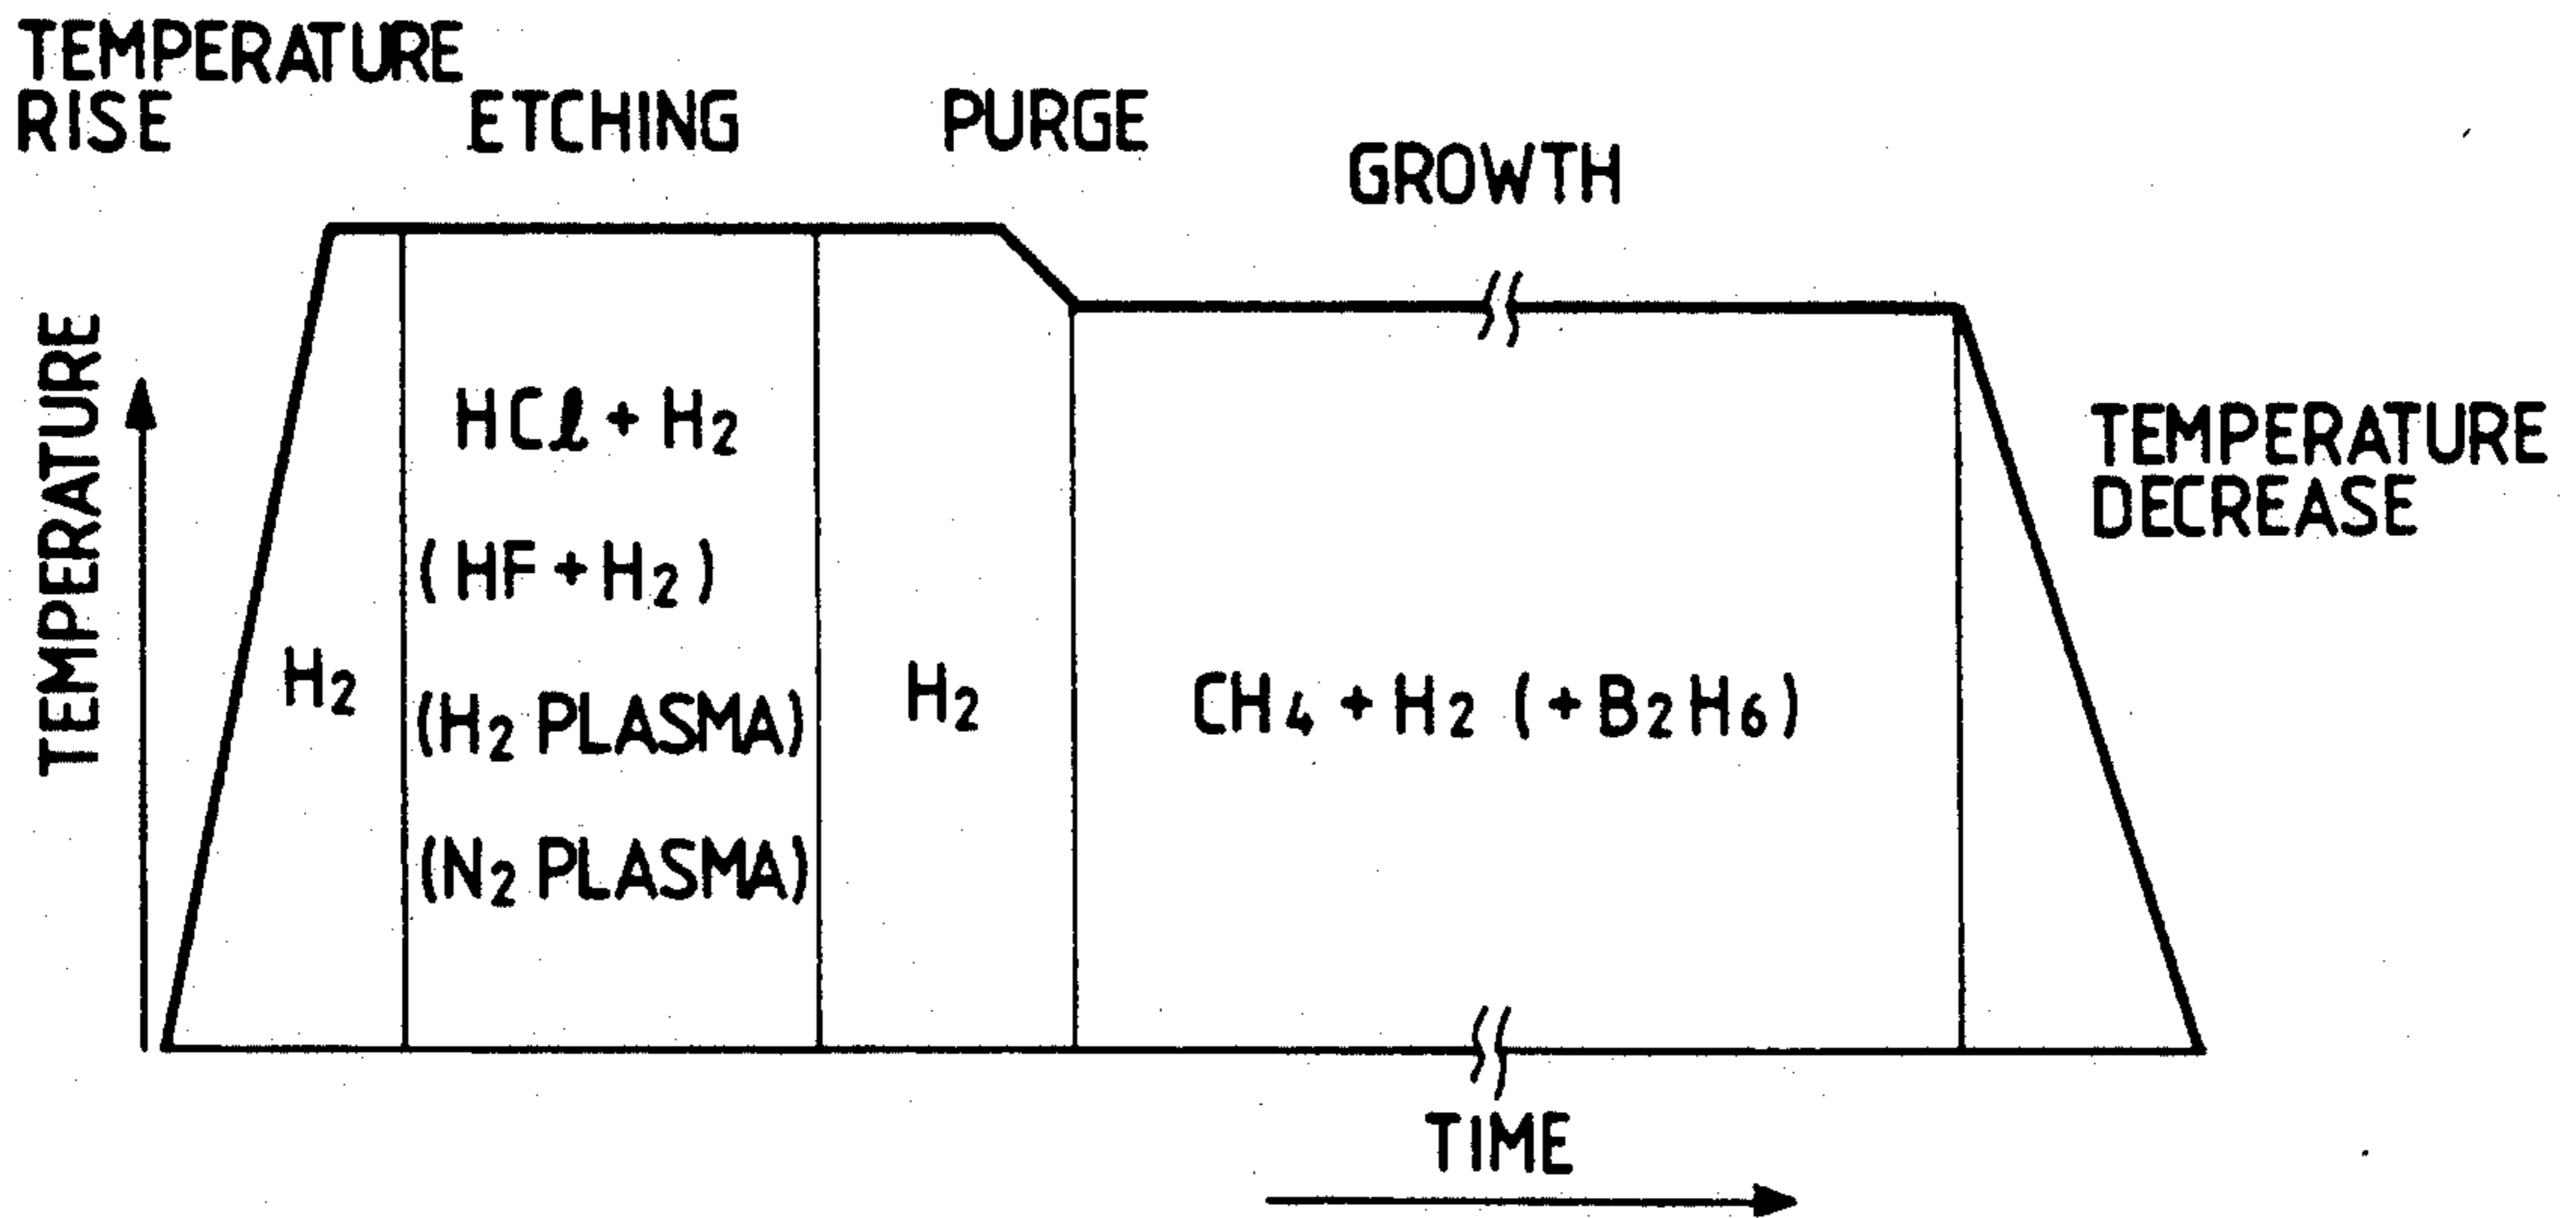 TEMPERATURE
RISE
ETCHING
PURGE
GROWTH
TEMPERATURE
HCl + H2
(HF + H2)
(H2 PLASMA)
(N2 PLASMA)
H2
H2
CH4 + H2 (+B2H6)
TEMPERATURE
DECREASE
TIME